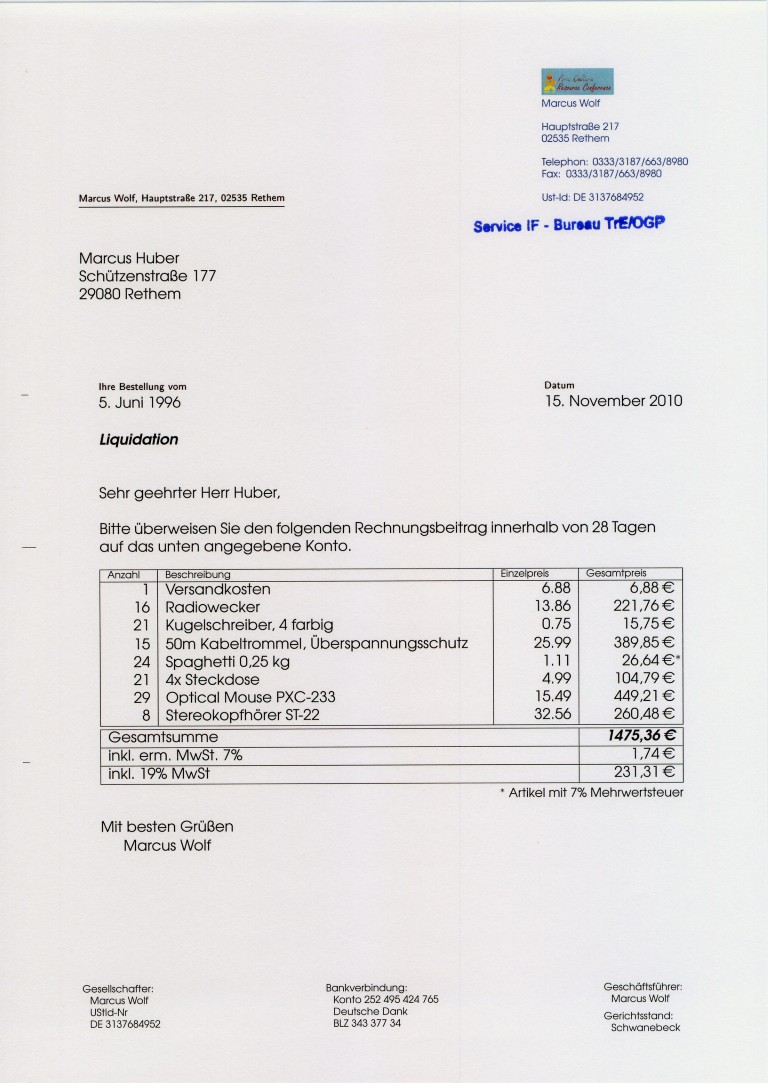 Resource Conference
Marcus Wolf
Hauptstraße 217
02535 Rethem
Telephon: 0333/3187/663/8980
Fax: 0333/3187/663/8980
Ust-Id: DE 3137684952
Marcus Wolf, Hauptstraße 217, 02535 Rethem
Service IF - Bureau TrE/OGP
Marcus Huber
Schützenstraße 177
29080 Rethem
Ihre Bestellung vom Datum
5. Juni 1996 15. November 2010
Liquidation
Sehr geehrter Herr Huber,
Bitte überweisen Sie den folgenden Rechnungsbeitrag innerhalb von 28 Tagen
auf das unten angegebene Konto.
Anzahl Beschreibung Einzelpreis Gesamtpreis
1 Versandkosten 6.88 6,88 €
16 Radiowecker 13.86 221,76 €
21 Kugelschreiber, 4 farbig 0.75 15,75 €
15 50m Kabeltrommel, Überspannungsschutz 25.99 389,85 €
24 Spaghetti 0,25 kg 1.11 26,64 €*
21 4x Steckdose 4.99 104,79 €
29 Optical Mouse PXC-233 15.49 449,21 €
8 Stereokopfhörer ST-22 32.56 260,48 €
Gesamtsumme 1475,36 €
inkl. erm. MwSt. 7% 1,74 €
inkl. 19% MwSt 231,31 €
* Artikel mit 7% Mehrwertsteuer
Mit besten Grüßen
Marcus Wolf
Gesellschafter:
Marcus Wolf
UStId-Nr
DE 3137684952
Bankverbindung:
Konto 252 495 424 765
Deutsche Dank
BLZ 343 377 34
Geschäftsführer:
Marcus Wolf
Gerichtsstand:
Schwanebeck